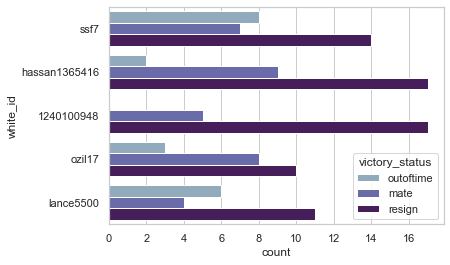 ssf7
hassan1365416
1240100948
ozil17
lance5500
white_id
victory_status
outoftime
mate
resign
0 2 4 6 8 10 12 14 16
count